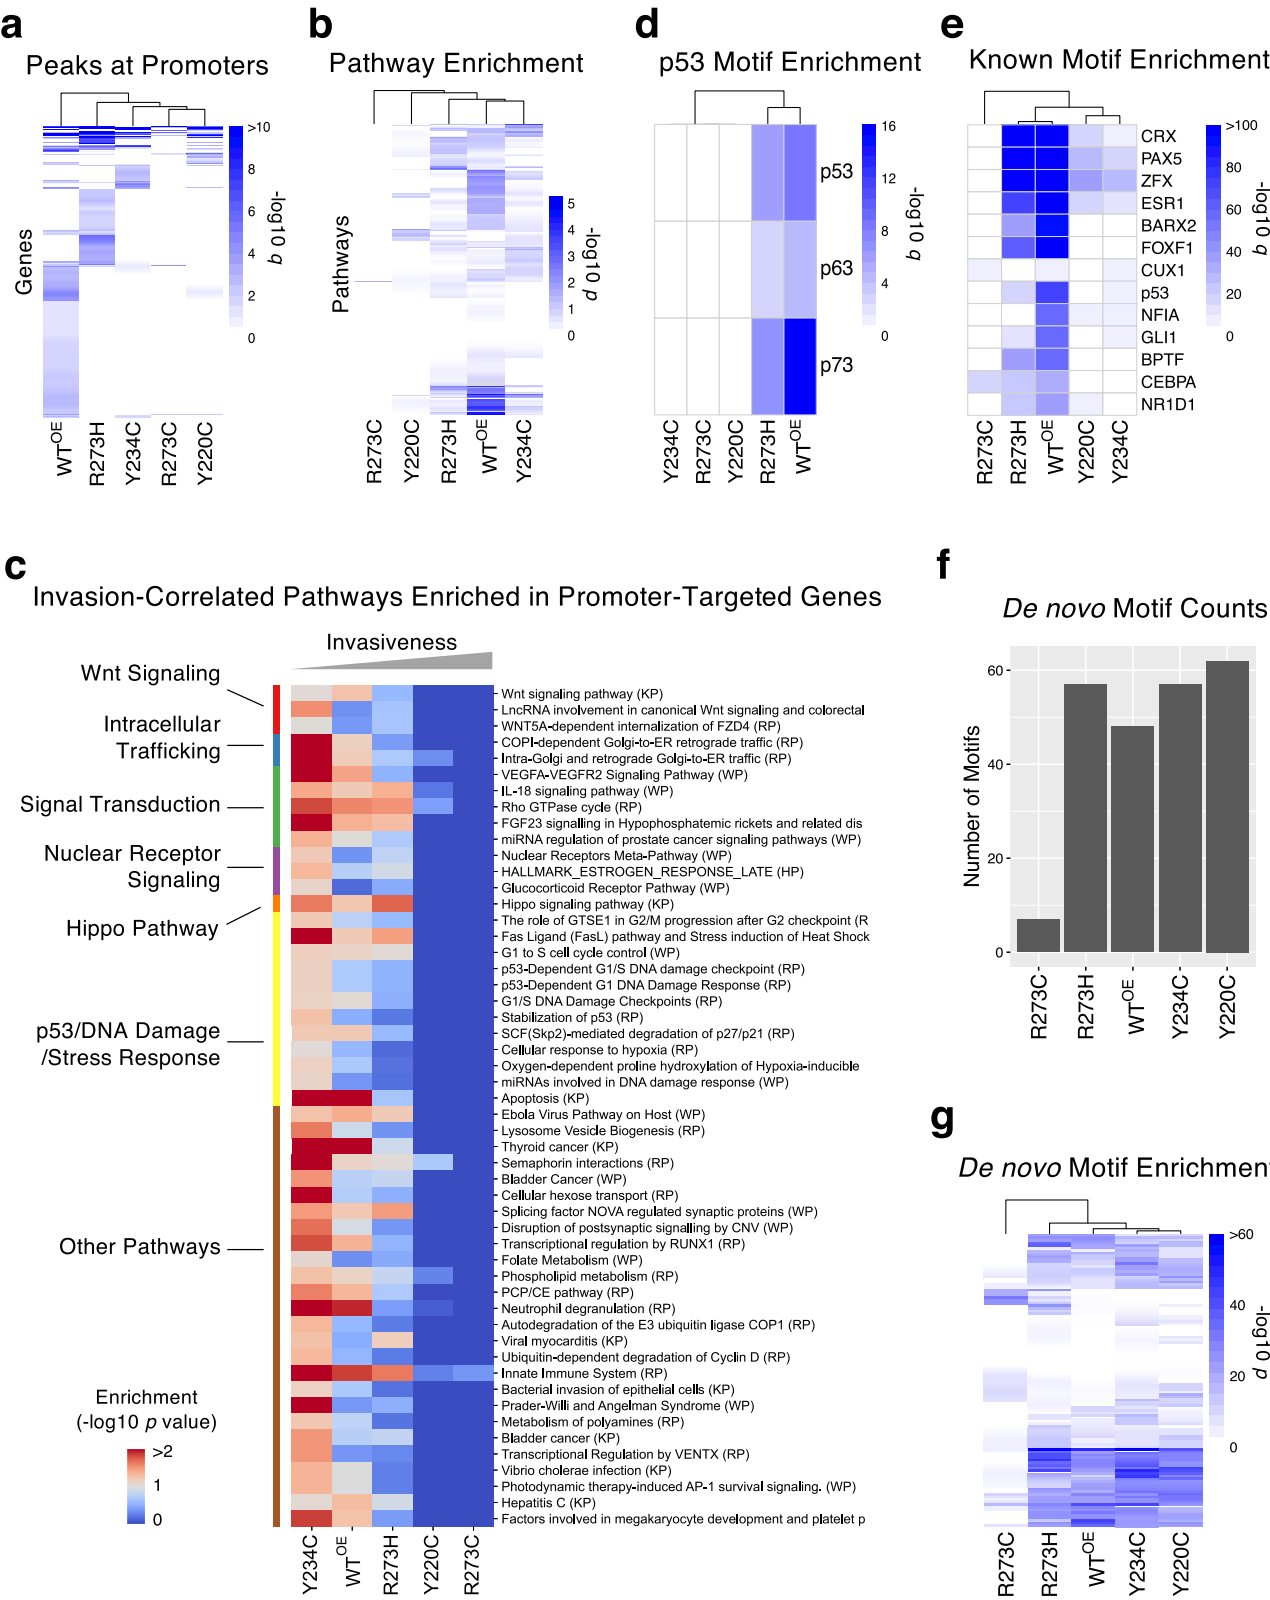 a
Peaks at Promoters
>10
8
6
4
2
0
-log10 q
Genes
WT^OE
R273H
Y234C
R273C
Y220C
b
Pathway Enrichment
5
4
3
2
1
0
-log10 p
Pathways
R273C
Y220C
R273H
WT^OE
Y234C
d
p53 Motif Enrichment
p53
p63
p73
16
12
8
4
0
-log10 q
Y234C
R273C
Y220C
R273H
WT^OE
e
Known Motif Enrichment
CRX
PAX5
ZFX
ESR1
BARX2
FOXF1
CUX1
p53
NFIA
GLI1
BPTF
CEBPA
NR1D1
>100
80
60
40
20
0
-log10 q
R273C
R273H
WT^OE
Y220C
Y234C
c
Invasion-Correlated Pathways Enriched in Promoter-Targeted Genes
Invasiveness
Wnt Signaling
Intracellular
Trafficking
Signal Transduction
Nuclear Receptor
Signaling
Hippo Pathway
p53/DNA Damage
/Stress Response
Other Pathways
Wnt signaling pathway (KP)
LncRNA involvement in canonical Wnt signaling and colorectal
WNT5A-dependent internalization of FZD4 (RP)
COPI-dependent Golgi-to-ER retrograde traffic (RP)
Intra-Golgi and retrograde Golgi-to-ER traffic (RP)
VEGFA-VEGFR2 Signaling Pathway (WP)
IL-18 signaling pathway (WP)
Rho GTPase cycle (RP)
FGF23 signalling in Hypophosphatemic rickets and related dis
miRNA regulation of prostate cancer signaling pathways (WP)
Nuclear Receptors Meta-Pathway (WP)
HALLMARK_ESTROGEN_RESPONSE_LATE (HP)
Glucocorticoid Receptor Pathway (WP)
Hippo signaling pathway (KP)
The role of GTSE1 in G2/M progression after G2 checkpoint (R
Fas Ligand (FasL) pathway and Stress induction of Heat Shock
G1 to S cell cycle control (WP)
p53-Dependent G1/S DNA damage checkpoint (RP)
p53-Dependent G1 DNA Damage Response (RP)
G1/S DNA Damage Checkpoints (RP)
Stabilization of p53 (RP)
SCF(Skp2)-mediated degradation of p27/p21 (RP)
Cellular response to hypoxia (RP)
Oxygen-dependent proline hydroxylation of Hypoxia-inducible
miRNAs involved in DNA damage response (WP)
Apoptosis (KP)
Ebola Virus Pathway on Host (WP)
Lysosome Vesicle Biogenesis (RP)
Thyroid cancer (KP)
Semaphorin interactions (RP)
Bladder Cancer (WP)
Cellular hexose transport (RP)
Splicing factor NOVA regulated synaptic proteins (WP)
Disruption of postsynaptic signalling by CNV (WP)
Transcriptional regulation by RUNX1 (RP)
Folate Metabolism (WP)
Phospholipid metabolism (RP)
PCP/CE pathway (RP)
Neutrophil degranulation (RP)
Autodegradation of the E3 ubiquitin ligase COP1 (RP)
Viral myocarditis (KP)
Ubiquitin-dependent degradation of Cyclin D (RP)
Innate Immune System (RP)
Bacterial invasion of epithelial cells (KP)
Prader-Willi and Angelman Syndrome (WP)
Metabolism of polyamines (RP)
Bladder cancer (KP)
Transcriptional Regulation by VENTX (RP)
Vibrio cholerae infection (KP)
Photodynamic therapy-induced AP-1 survival signaling. (WP)
Hepatitis C (KP)
Factors involved in megakaryocyte development and platelet p
Enrichment
(-log10 p value)
>2
1
0
Y234C
WT^OE
R273H
Y220C
R273C
f
De novo Motif Counts
Number of Motifs
60
40
20
0
R273C
R273H
WT^OE
Y234C
Y220C
g
De novo Motif Enrichmen
>60
40
20
0
-log10 p
R273C
R273H
WT^OE
Y234C
Y220C